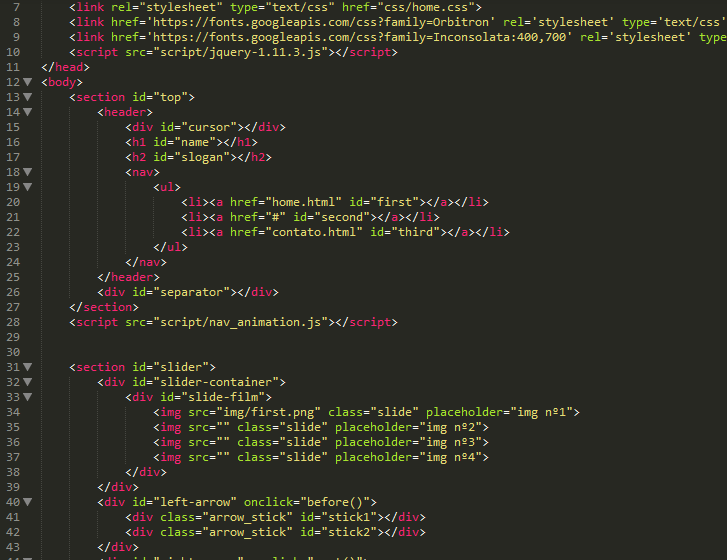 7 <link rel="stylesheet" type="text/css" href="css/home.css">
8 <link href='https://fonts.googleapis.com/css?family=Orbitron' rel='stylesheet' type='text/css'
9 <link href='https://fonts.googleapis.com/css?family=Inconsolata:400,700' rel='stylesheet' type
10 <script src="script/jquery-1.11.3.js"></script>
11 </head>
12 <body>
13 <section id="top">
14 <header>
15 <div id="cursor"></div>
16 <h1 id="name"></h1>
17 <h2 id="slogan"></h2>
18 <nav>
19 <ul>
20 <li><a href="home.html" id="first"></a></li>
21 <li><a href="#" id="second"></a></li>
22 <li><a href="contato.html" id="third"></a></li>
23 </ul>
24 </nav>
25 </header>
26 <div id="separator"></div>
27 </section>
28 <script src="script/nav_animation.js"></script>
29
30
31 <section id="slider">
32 <div id="slider-container">
33 <div id="slide-film">
34 <img src="img/first.png" class="slide" placeholder="img nº1">
35 <img src="" class="slide" placeholder="img nº2">
36 <img src="" class="slide" placeholder="img nº3">
37 <img src="" class="slide" placeholder="img nº4">
38 </div>
39 </div>
40 <div id="left-arrow" onclick="before()">
41 <div class="arrow_stick" id="stick1"></div>
42 <div class="arrow_stick" id="stick2"></div>
43 </div>